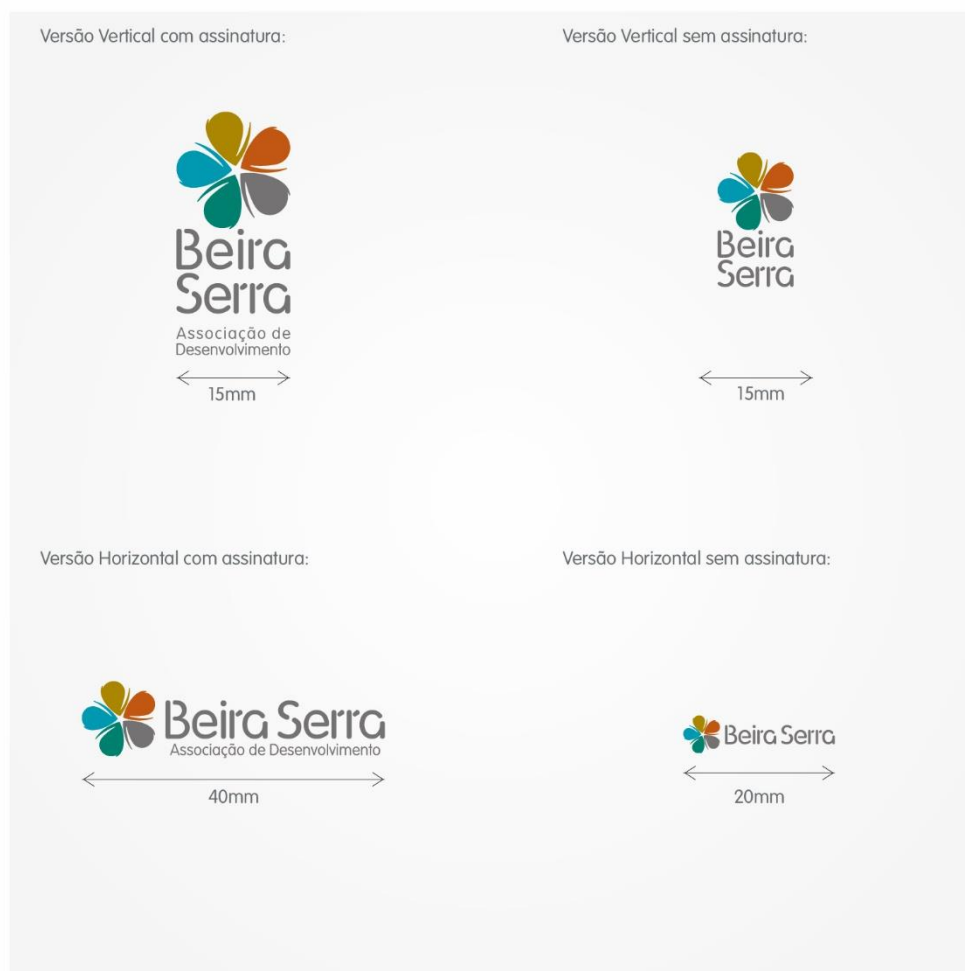 Versão Vertical com assinatura:
Versão Vertical sem assinatura:
Beira
Serra
Associação de
Desenvolvimento
15mm
Beira
Serra
15mm
Versão Horizontal com assinatura:
Versão Horizontal sem assinatura:
Beira Serra
Associação de Desenvolvimento
40mm
Beira Serra
20mm